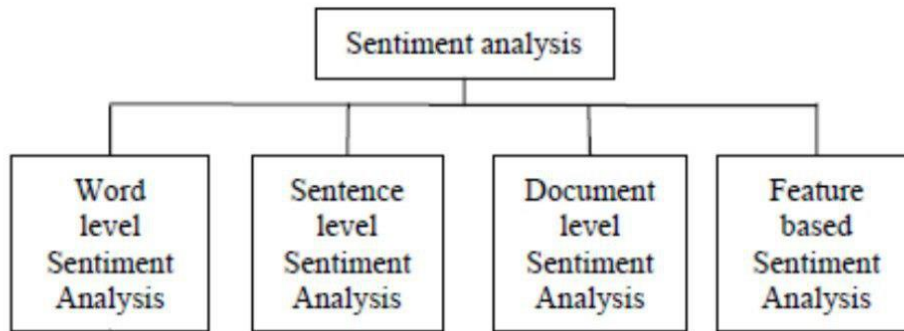 Sentiment analysis
Word
level
Sentiment
Analysis
Sentence
level
Sentiment
Analysis
Document
level
Sentiment
Analysis
Feature
based
Sentiment
Analysis